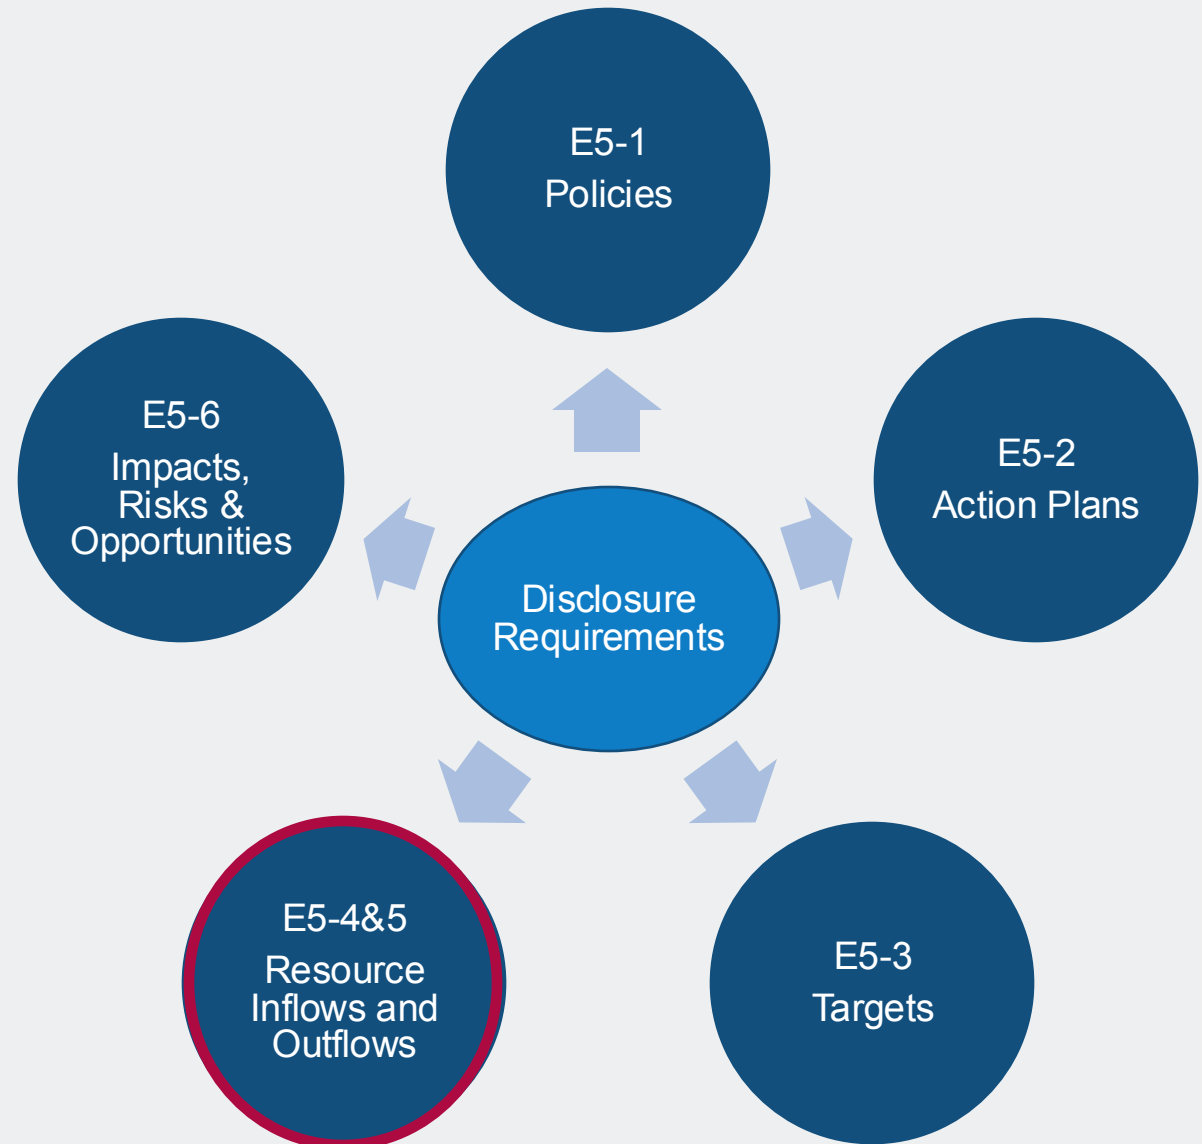 E5-1
Policies
E5-6
Impacts,
Risks &
Opportunities
E5-2
Action Plans
Disclosure
Requirements
E5-4&5
Resource
Inflows and
Outflows
E5-3
Targets